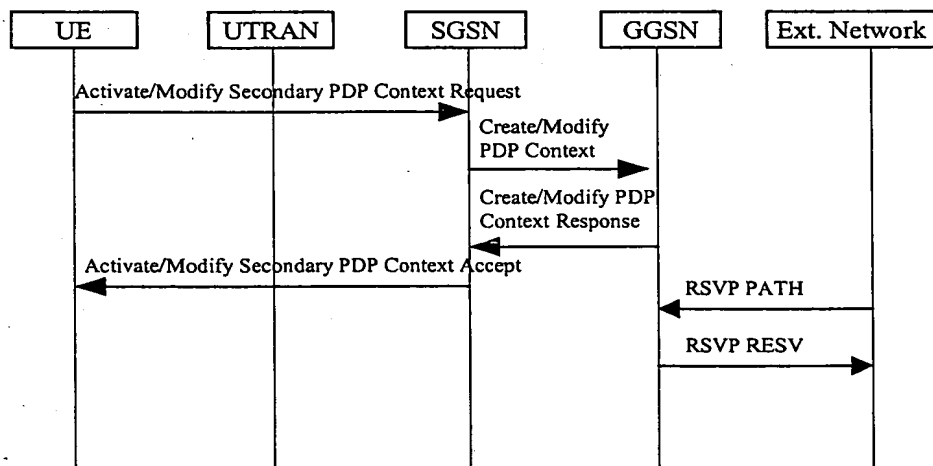 UE UTRAN SGSN GGSN Ext. Network
Activate/Modify Secondary PDP Context Request
Create/Modify
PDP Context
Create/Modify PDP
Context Response
Activate/Modify Secondary PDP Context Accept
RSVP PATH
RSVP RESV